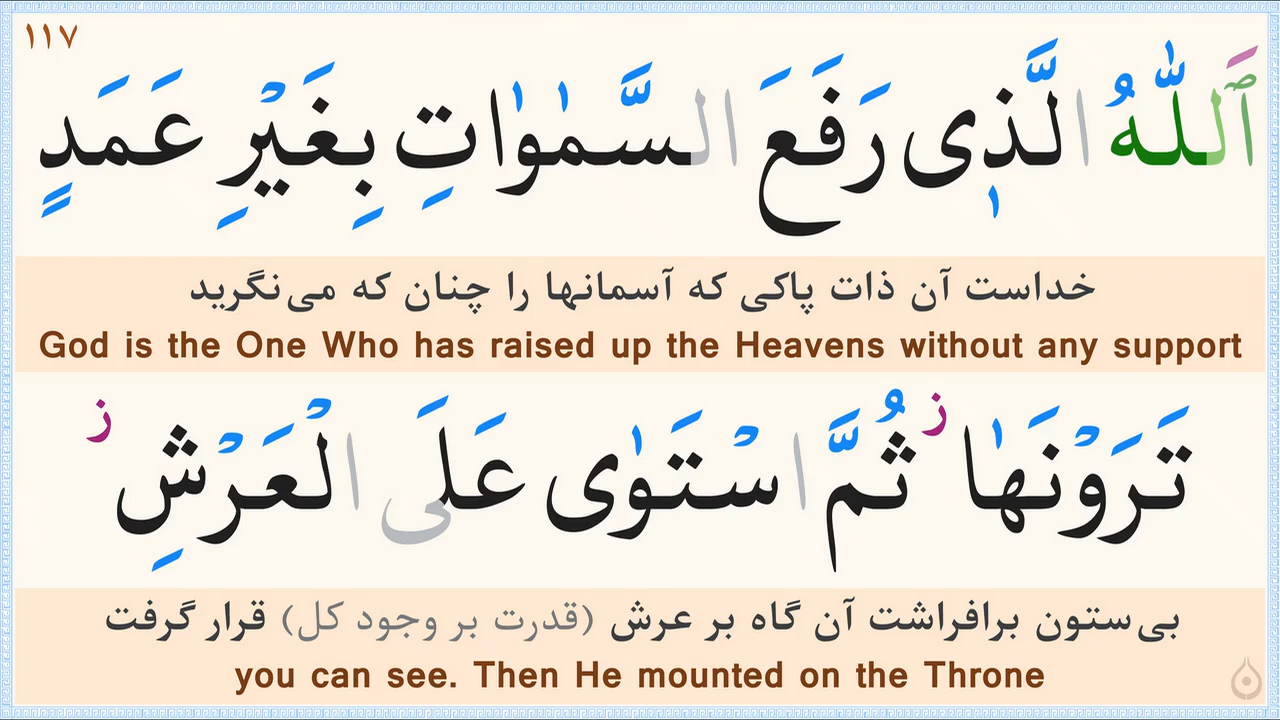 ١١٧
اَللّٰهُ الَّذٖى رَفَعَ السَّمٰوٰاتِ بِغَيْرِ عَمَدٍ
خداست آن ذات پاکی که آسمانها را چنان که می‌نگرید
God is the One Who has raised up the Heavens without any support
تَرَوْنَهٰا ز ثُمَّ اسْتَوٰى عَلَى الْعَرْشِ ز
بی‌ستون برافراشت آن گاه بر عرش (قدرت بر وجود کل) قرار گرفت
you can see. Then He mounted on the Throne